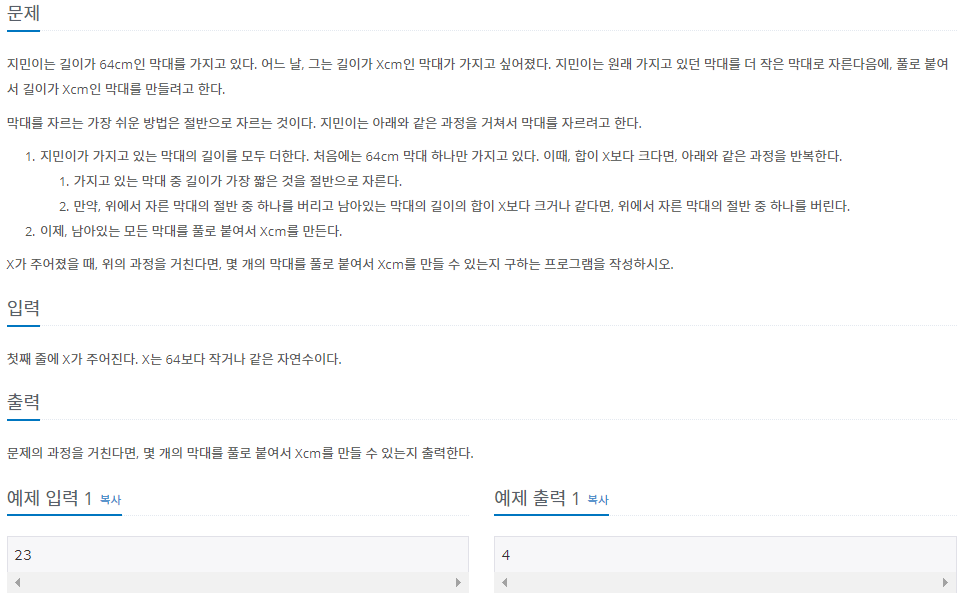 문제
지민이는 길이가 64cm인 막대를 가지고 있다. 어느 날, 그는 길이가 Xcm인 막대가 가지고 싶어졌다. 지민이는 원래 가지고 있던 막대를 더 작은 막대로 자른다음에, 풀로 붙여
서 길이가 Xcm인 막대를 만들려고 한다.
막대를 자르는 가장 쉬운 방법은 절반으로 자르는 것이다. 지민이는 아래와 같은 과정을 거쳐서 막대를 자르려고 한다.
1. 지민이가 가지고 있는 막대의 길이를 모두 더한다. 처음에는 64cm 막대 하나만 가지고 있다. 이때, 합이 X보다 크다면, 아래와 같은 과정을 반복한다.
1. 가지고 있는 막대 중 길이가 가장 짧은 것을 절반으로 자른다.
2. 만약, 위에서 자른 막대의 절반 중 하나를 버리고 남아있는 막대의 길이의 합이 X보다 크거나 같다면, 위에서 자른 막대의 절반 중 하나를 버린다.
2. 이제, 남아있는 모든 막대를 풀로 붙여서 Xcm를 만든다.
X가 주어졌을 때, 위의 과정을 거친다면, 몇 개의 막대를 풀로 붙여서 Xcm를 만들 수 있는지 구하는 프로그램을 작성하시오.
입력
첫째 줄에 X가 주어진다. X는 64보다 작거나 같은 자연수이다.
출력
문제의 과정을 거친다면, 몇 개의 막대를 풀로 붙여서 Xcm를 만들 수 있는지 출력한다.
예제 입력 1 복사
23
예제 출력 1 복사
4